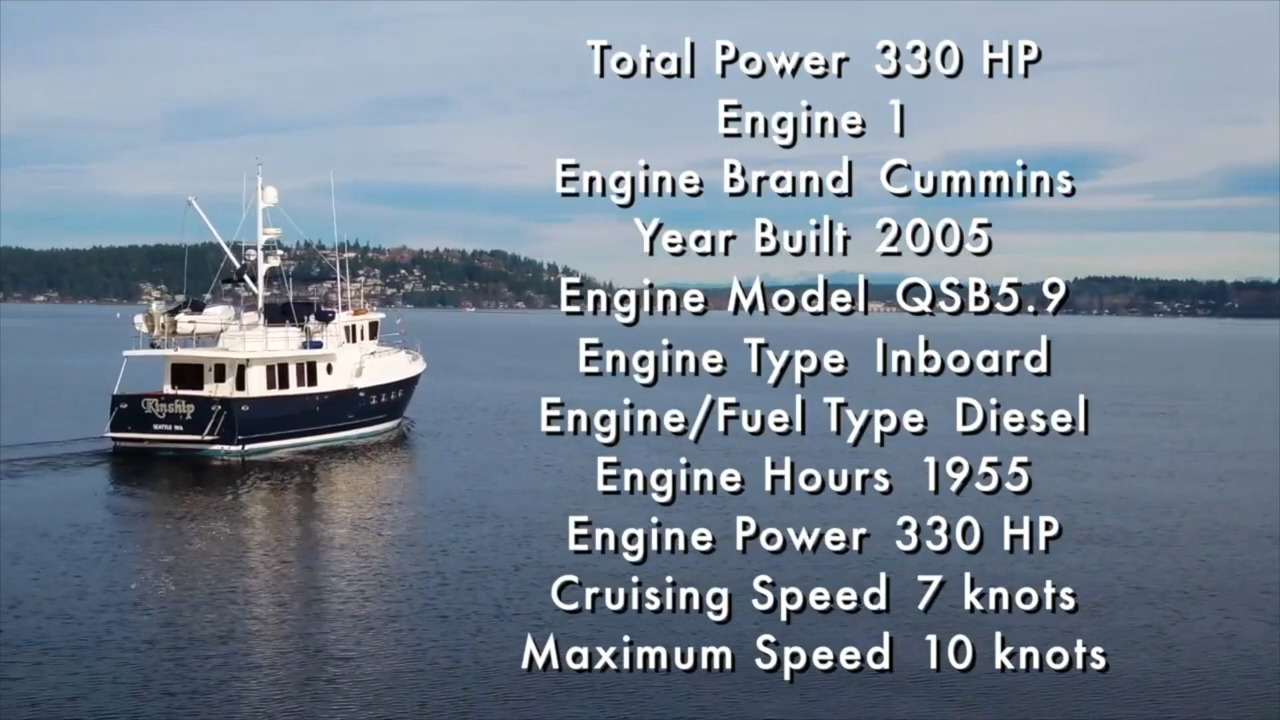 Total Power 330 HP
Engine 1
Engine Brand Cummins
Year Built 2005
Engine Model QSB5.9
Engine Type Inboard
Engine/Fuel Type Diesel
Engine Hours 1955
Engine Power 330 HP
Cruising Speed 7 knots
Maximum Speed 10 knots
Kinship
SEATTLE WA